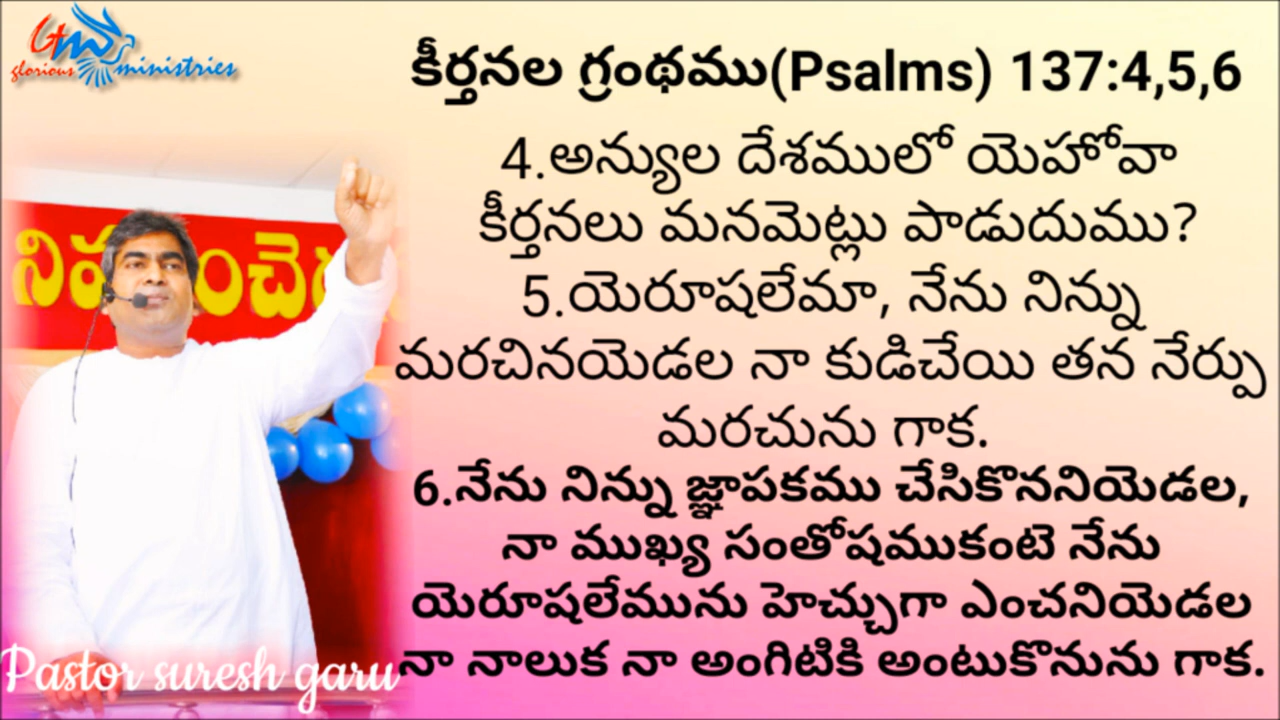 GM
glorious ministries
కీర్తనల గ్రంథము(Psalms) 137:4,5,6
4.అన్యుల దేశములో యెహోవా
కీర్తనలు మనమెట్లు పాడుదుము?
5.యెరూషలేమా, నేను నిన్ను
మరచినయెడల నా కుడిచేయి తన నేర్పు
మరచును గాక.
6.నేను నిన్ను జ్ఞాపకము చేసికొననియెడల,
నా ముఖ్య సంతోషముకంటె నేను
యెరూషలేమును హెచ్చుగా ఎంచనియెడల
నా నాలుక నా అంగిటికి అంటుకొనును గాక.
Pastor suresh garu